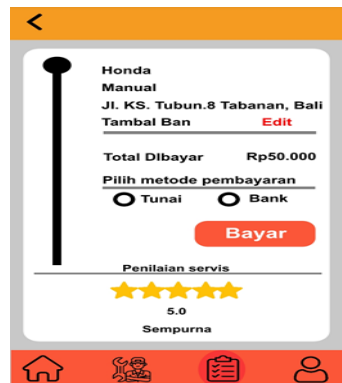 Honda
Manual
Jl. KS. Tubun.8 Tabanan, Bali
Tambal Ban Edit
Total DIbayar Rp50.000
Pilih metode pembayaran
Tunai Bank
Bayar
Penilaian servis
5.0
Sempurna